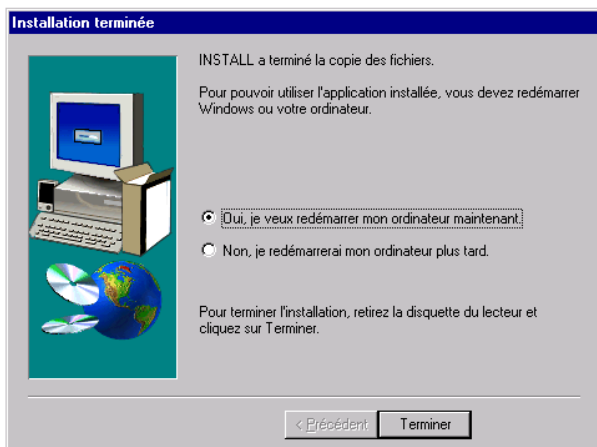 Installation terminée
INSTALL a terminé la copie des fichiers.
Pour pouvoir utiliser l'application installée, vous devez redémarrer
Windows ou votre ordinateur.
Oui, je veux redémarrer mon ordinateur maintenant.
Non, je redémarrerai mon ordinateur plus tard.
Pour terminer l'installation, retirez la disquette du lecteur et
cliquez sur Terminer.
< Précédent
Terminer